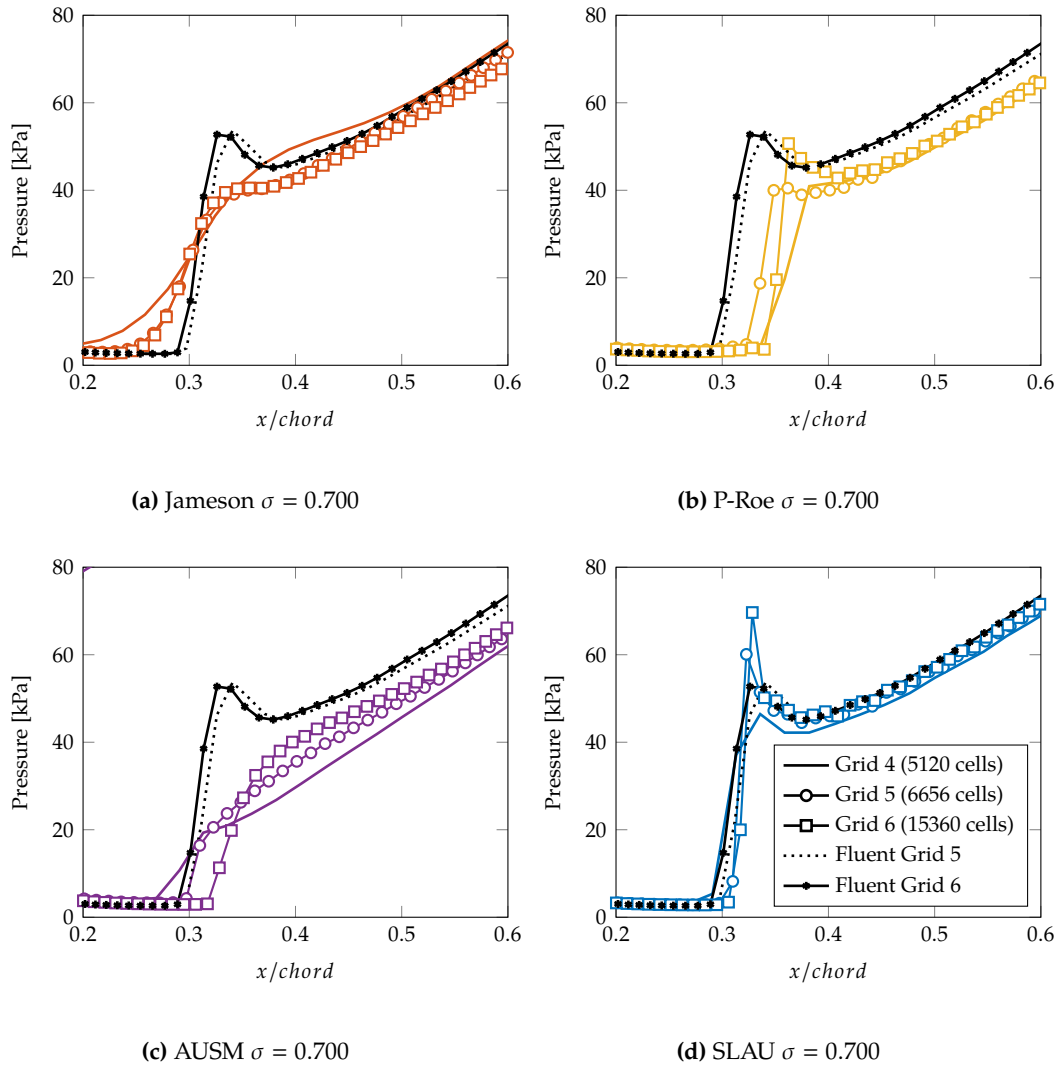 80
60
40
20
0
Pressure [kPa]
0.2 0.3 0.4 0.5 0.6
x/chord
(a) Jameson σ = 0.700
80
60
40
20
0
Pressure [kPa]
0.2 0.3 0.4 0.5 0.6
x/chord
(b) P-Roe σ = 0.700
80
60
40
20
0
Pressure [kPa]
0.2 0.3 0.4 0.5 0.6
x/chord
(c) AUSM σ = 0.700
80
60
40
20
0
Pressure [kPa]
Grid 4 (5120 cells)
Grid 5 (6656 cells)
Grid 6 (15360 cells)
Fluent Grid 5
Fluent Grid 6
0.2 0.3 0.4 0.5 0.6
x/chord
(d) SLAU σ = 0.700